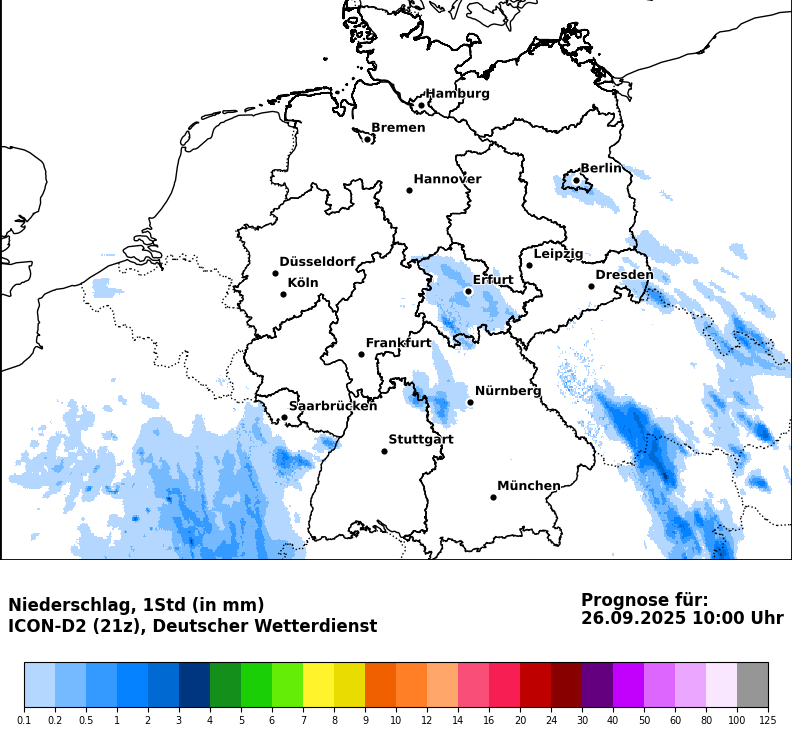 Hamburg
Bremen
Berlin
Hannover
Leipzig
Düsseldorf
Dresden
Köln
Erfurt
Frankfurt
Nürnberg
Saarbrücken
Stuttgart
München
Niederschlag, 1Std (in mm)
ICON-D2 (21z), Deutscher Wetterdienst
Prognose für:
26.09.2025 10:00 Uhr
0.1 0.2 0.5 1 2 3 4 5 6 7 8 9 10 12 14 16 20 24 30 40 50 60 80 100 125